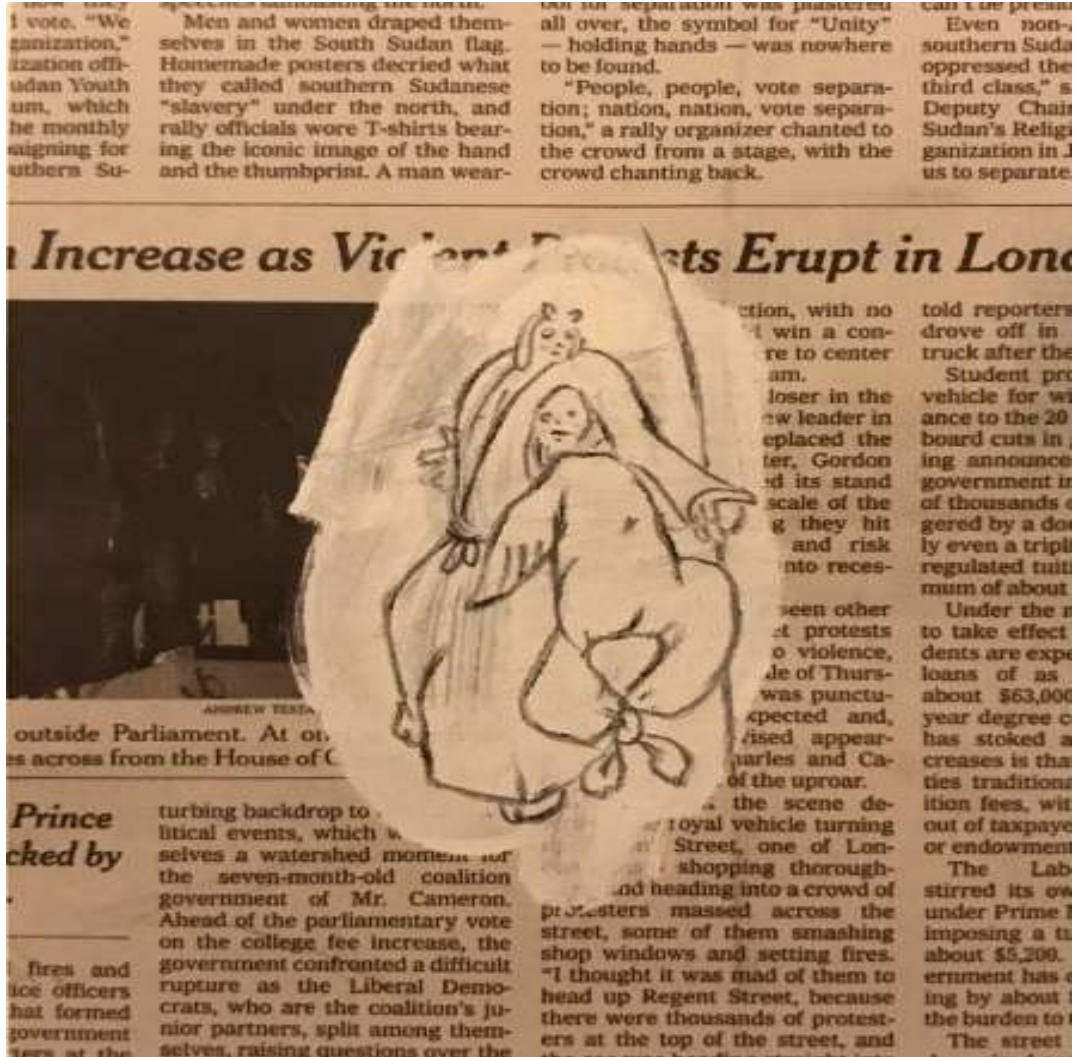 I vote. "We
ganization,"
ization offi-
udan Youth
um, which
he monthly
aigning for
uthern Su-
Men and women draped them-
selves in the South Sudan flag.
Homemade posters decried what
they called southern Sudanese
"slavery" under the north, and
rally officials wore T-shirts bear-
ing the iconic image of the hand
and the thumbprint. A man wear-
bol for separation was plastered
all over, the symbol for "Unity"
— holding hands — was nowhere
to be found.
"People, people, vote separa-
tion; nation, nation, vote separa-
tion," a rally organizer chanted to
the crowd from a stage, with the
crowd chanting back.
Even non-
southern Suda
oppressed the
third class," s
Deputy Chair
Sudan's Relig
ganization in J
us to separate.
n Increase as Violent Protests Erupt in Lond
ANDREW TESTA
outside Parliament. At on
es across from the House of C
Prince
cked by
fires and
lice officers
hat formed
government
ters at the
turbing backdrop to
litical events, which w
selves a watershed moment for
the seven-month-old coalition
government of Mr. Cameron.
Ahead of the parliamentary vote
on the college fee increase, the
government confronted a difficult
rupture as the Liberal Demo-
crats, who are the coalition's ju-
nior partners, split among them-
selves, raising questions over the
ction, with no
win a con-
re to center
am.
loser in the
ew leader in
eplaced the
ter, Gordon
d its stand
scale of the
g they hit
and risk
nto reces-
seen other
et protests
o violence,
de of Thurs-
was punctu-
xpected and,
vised appear-
harles and Ca-
of the uproar.
the scene de-
royal vehicle turning
Street, one of Lon-
shopping thorough-
nd heading into a crowd of
protesters massed across the
street, some of them smashing
shop windows and setting fires.
"I thought it was mad of them to
head up Regent Street, because
there were thousands of protest-
ers at the top of the street, and
told reporters
drove off in
truck after the
Student pro
vehicle for wi
ance to the 20
board cuts in
ing announce
government in
of thousands o
gered by a dou
ly even a tripli
regulated tuiti
mum of about
Under the n
to take effect
dents are expe
loans of as
about $63,000
year degree c
has stoked a
creases is tha
ties traditiona
ition fees, wit
out of taxpaye
or endowment
The Lab
stirred its ow
under Prime M
imposing a tu
about $5,200.
ernment has c
ing by about
the burden to
The street